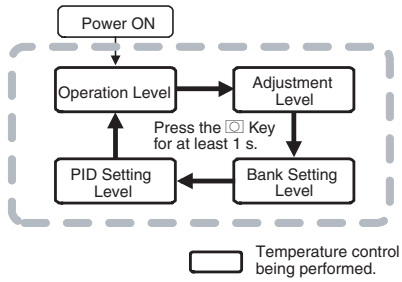 Power ON
Operation Level
Adjustment
Level
Press the Key
for at least 1 s.
PID Setting
Level
Bank Setting
Level
Temperature control
being performed.